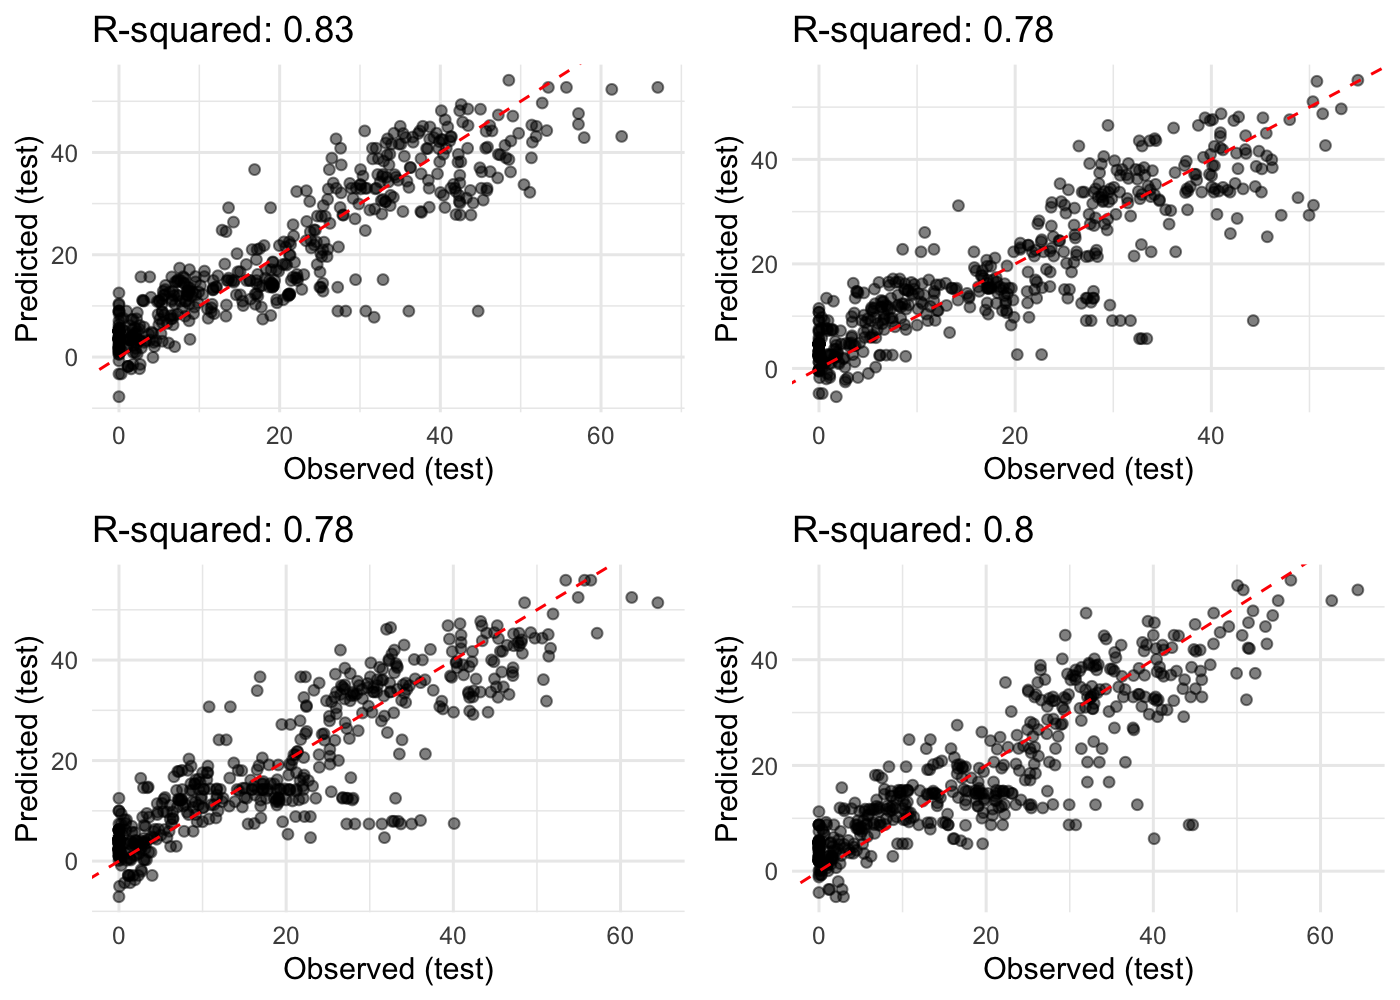 R-squared: 0.83
Predicted (test)
40
20
0
0 20 40 60
Observed (test)
R-squared: 0.78
Predicted (test)
40
20
0
0 20 40
Observed (test)
R-squared: 0.78
Predicted (test)
40
20
0
0 20 40 60
Observed (test)
R-squared: 0.8
Predicted (test)
40
20
0
0 20 40 60
Observed (test)